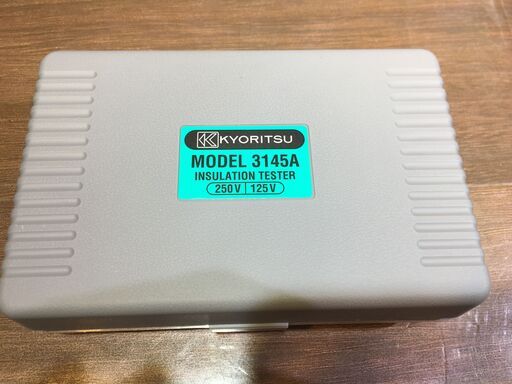 KYORITSU
MODEL 3145A
INSULATION TESTER
250V 125V